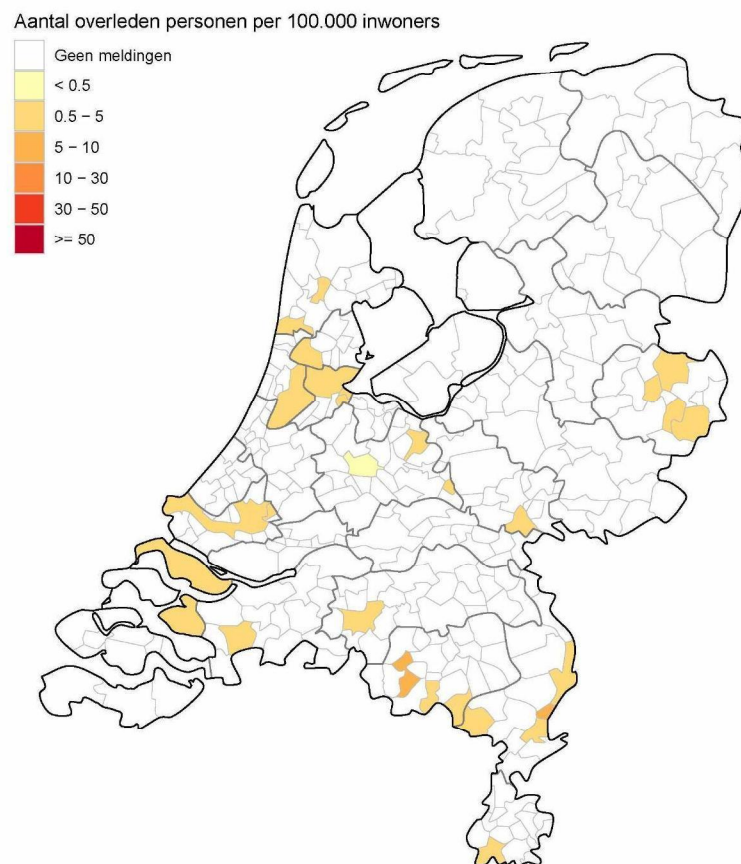 Aantal overleden personen per 100.000 inwoners
Geen meldingen
< 0.5
0.5 – 5
5 – 10
10 – 30
30 – 50
>= 50